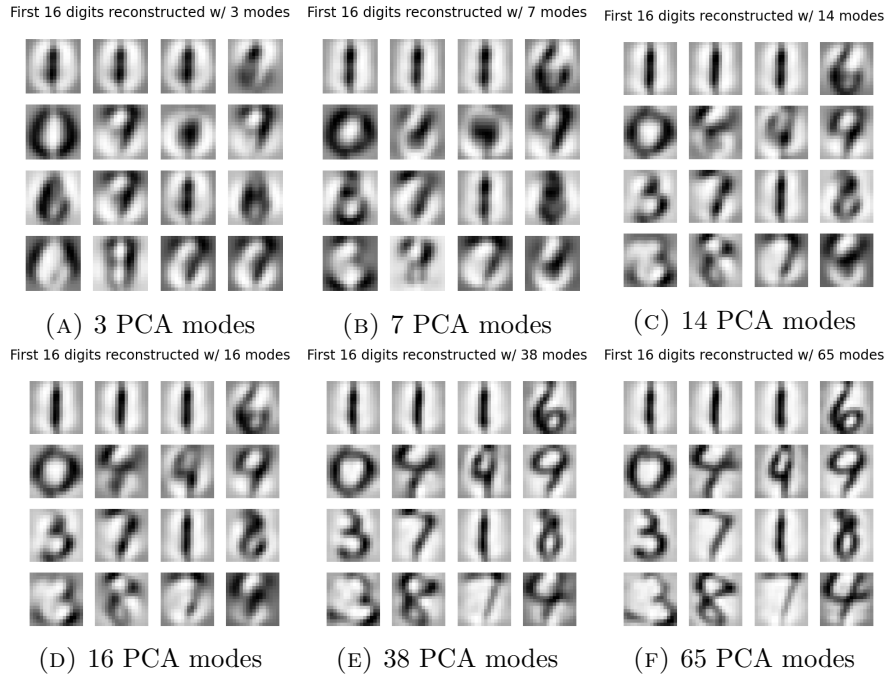 First 16 digits reconstructed w/ 3 modes
First 16 digits reconstructed w/ 7 modes
First 16 digits reconstructed w/ 14 modes
(A) 3 PCA modes
(B) 7 PCA modes
(C) 14 PCA modes
First 16 digits reconstructed w/ 16 modes
First 16 digits reconstructed w/ 38 modes
First 16 digits reconstructed w/ 65 modes
(D) 16 PCA modes
(E) 38 PCA modes
(F) 65 PCA modes